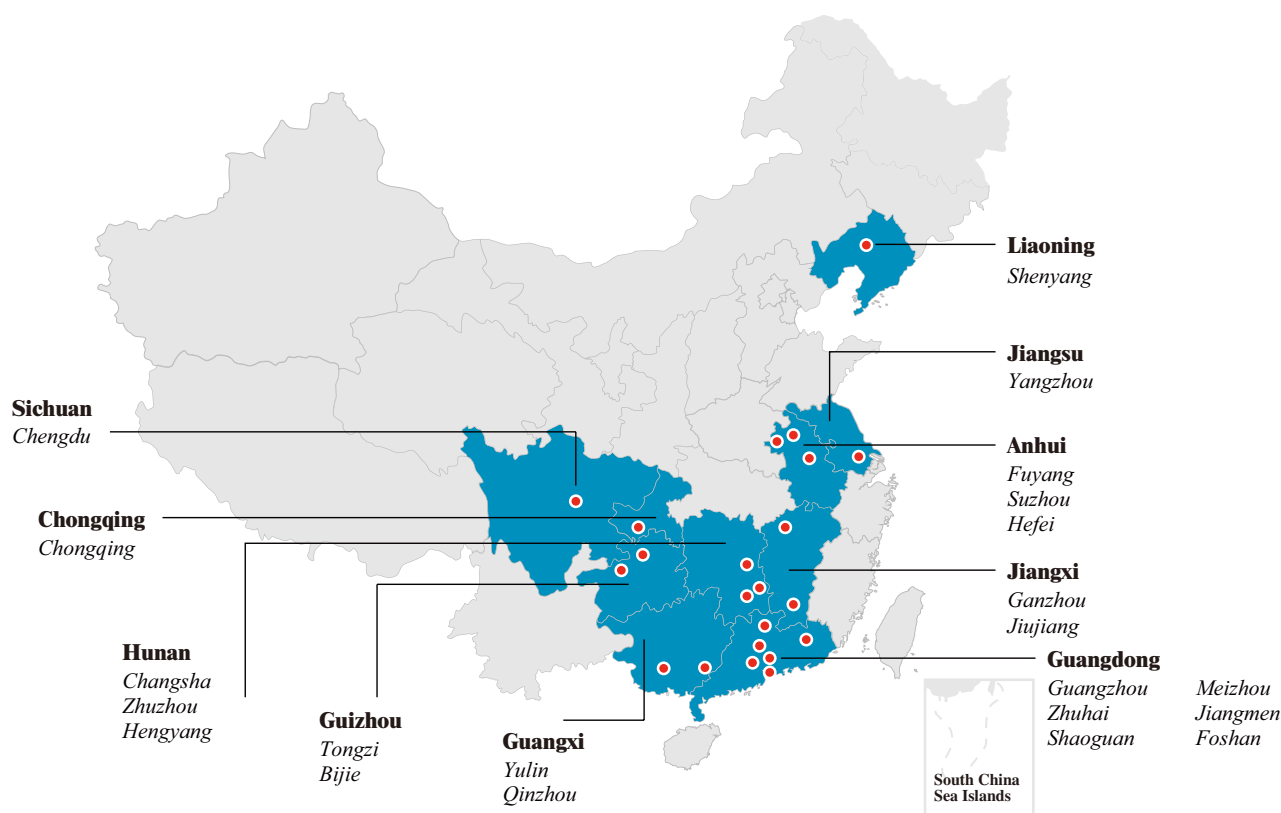 Liaoning
Shenyang
Jiangsu
Yangzhou
Sichuan
Chengdu
Anhui
Fuyang
Suzhou
Hefei
Chongqing
Chongqing
Jiangxi
Ganzhou
Jiujiang
Hunan
Changsha
Zhuzhou
Hengyang
Guizhou
Tongzi
Bijie
Guangxi
Yulin
Qinzhou
Guangdong
Guangzhou Meizhou
Zhuhai Jiangmen
Shaoguan Foshan
South China
Sea Islands